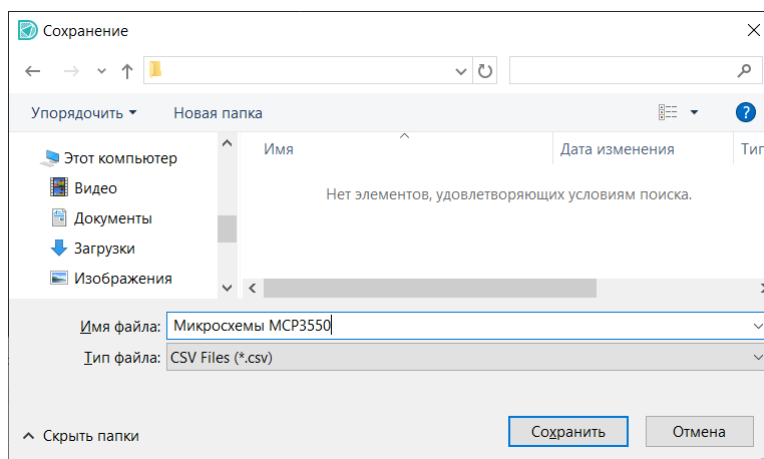 Сохранение
Упорядочить Новая папка
Этот компьютер
Видео
Документы
Загрузки
Изображения
Имя Дата изменения Тип
Нет элементов, удовлетворяющих условиям поиска.
Имя файла: Микросхемы MCP3550
Тип файла: CSV Files (*.csv)
Скрыть папки Сохранить Отмена